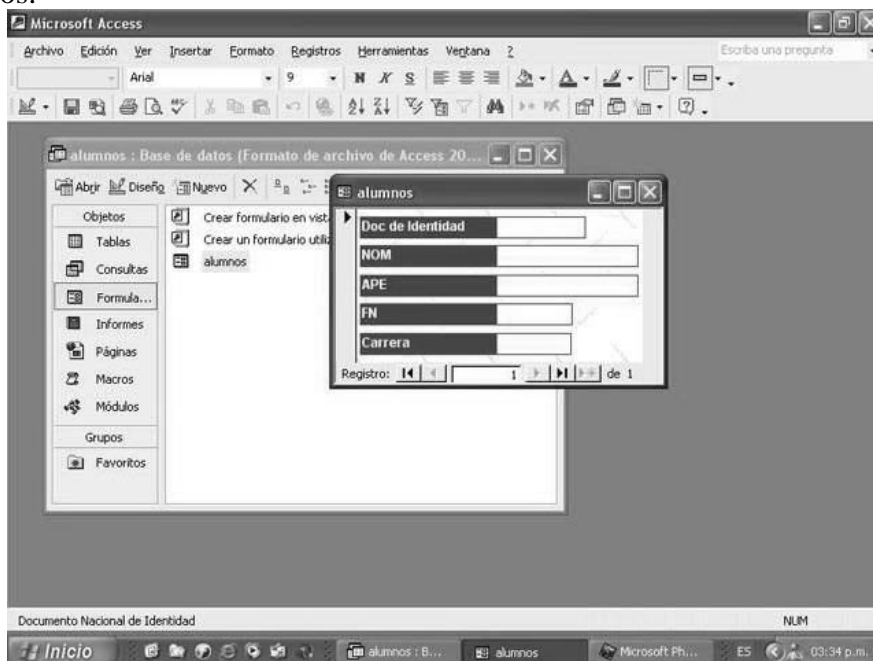 os.
Microsoft Access
Archivo Edición Ver Insertar Formato Registros Herramientas Ventana ? Escriba una pregunta
Arial 9 N K S
alumnos : Base de datos (Formato de archivo de Access 20...
Abrir Diseño Nuevo
Objetos
Tablas
Consultas
Formula...
Informes
Páginas
Macros
Módulos
Grupos
Favoritos
Crear formulario en vist
Crear un formulario utiliz
alumnos
alumnos
Doc de Identidad
NOM
APE
FN
Carrera
Registro: 1 de 1
Documento Nacional de Identidad NUM
Inicio alumnos : B... alumnos Microsoft Ph... ES 03:34 p.m.